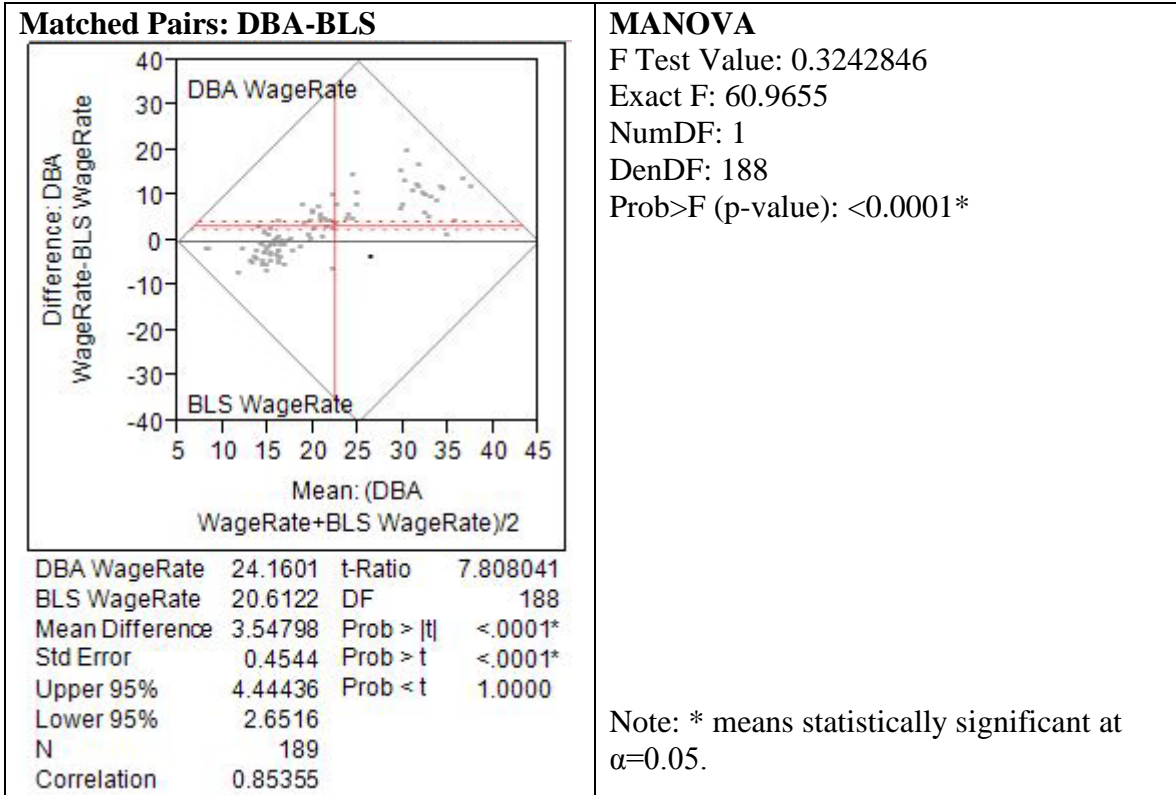 Matched Pairs: DBA-BLS
40
30
20
10
0
-10
-20
-30
-40
Difference: DBA
WageRate-BLS WageRate
DBA WageRate
BLS WageRate
5 10 15 20 25 30 35 40 45
Mean: (DBA
WageRate+BLS WageRate)/2
DBA WageRate 24.1601 t-Ratio 7.808041
BLS WageRate 20.6122 DF 188
Mean Difference 3.54798 Prob > |t| <.0001*
Std Error 0.4544 Prob > t <.0001*
Upper 95% 4.44436 Prob < t 1.0000
Lower 95% 2.6516
N 189
Correlation 0.85355
MANOVA
F Test Value: 0.3242846
Exact F: 60.9655
NumDF: 1
DenDF: 188
Prob>F (p-value): <0.0001*
Note: * means statistically significant at
α=0.05.